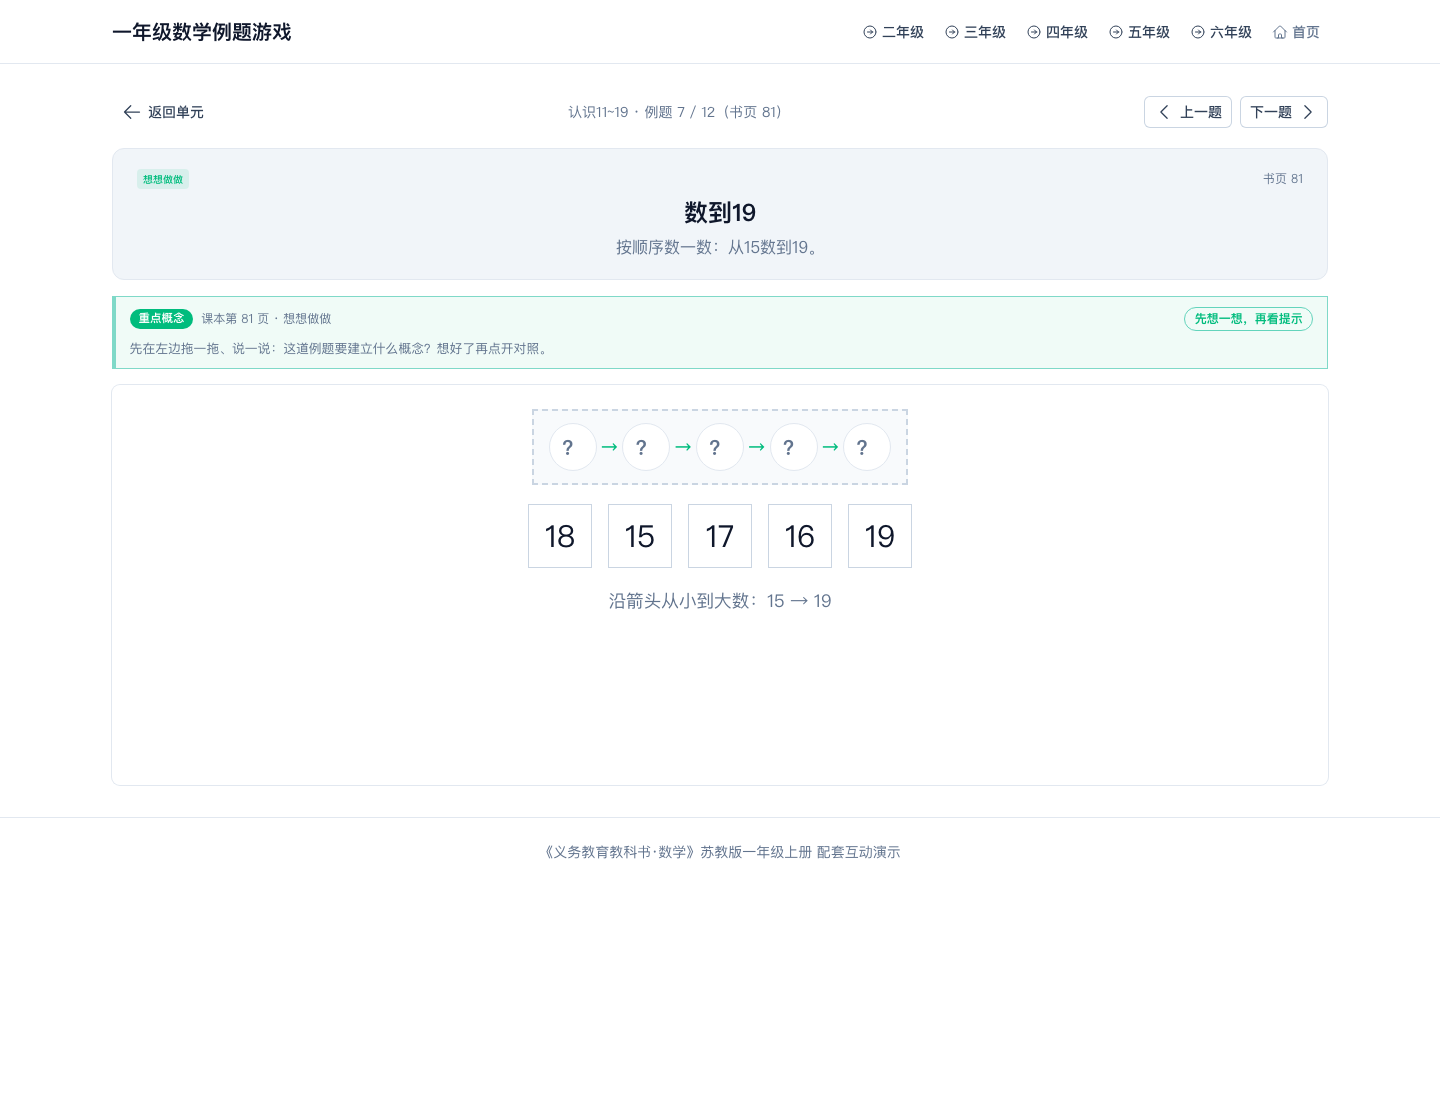 一年级数学例题游戏
二年级 三年级 四年级 五年级 六年级 首页
返回单元
认识11~19 · 例题 7 / 12（书页 81）
上一题 下一题
想想做做
书页 81
数到19
按顺序数一数：从15数到19。
重点概念 课本第 81 页 · 想想做做
先想一想，再看提示
先在左边拖一拖、说一说：这道例题要建立什么概念？想好了再点开对照。
? → ? → ? → ? → ?
18 15 17 16 19
沿箭头从小到大数：15 → 19
《义务教育教科书·数学》苏教版一年级上册 配套互动演示